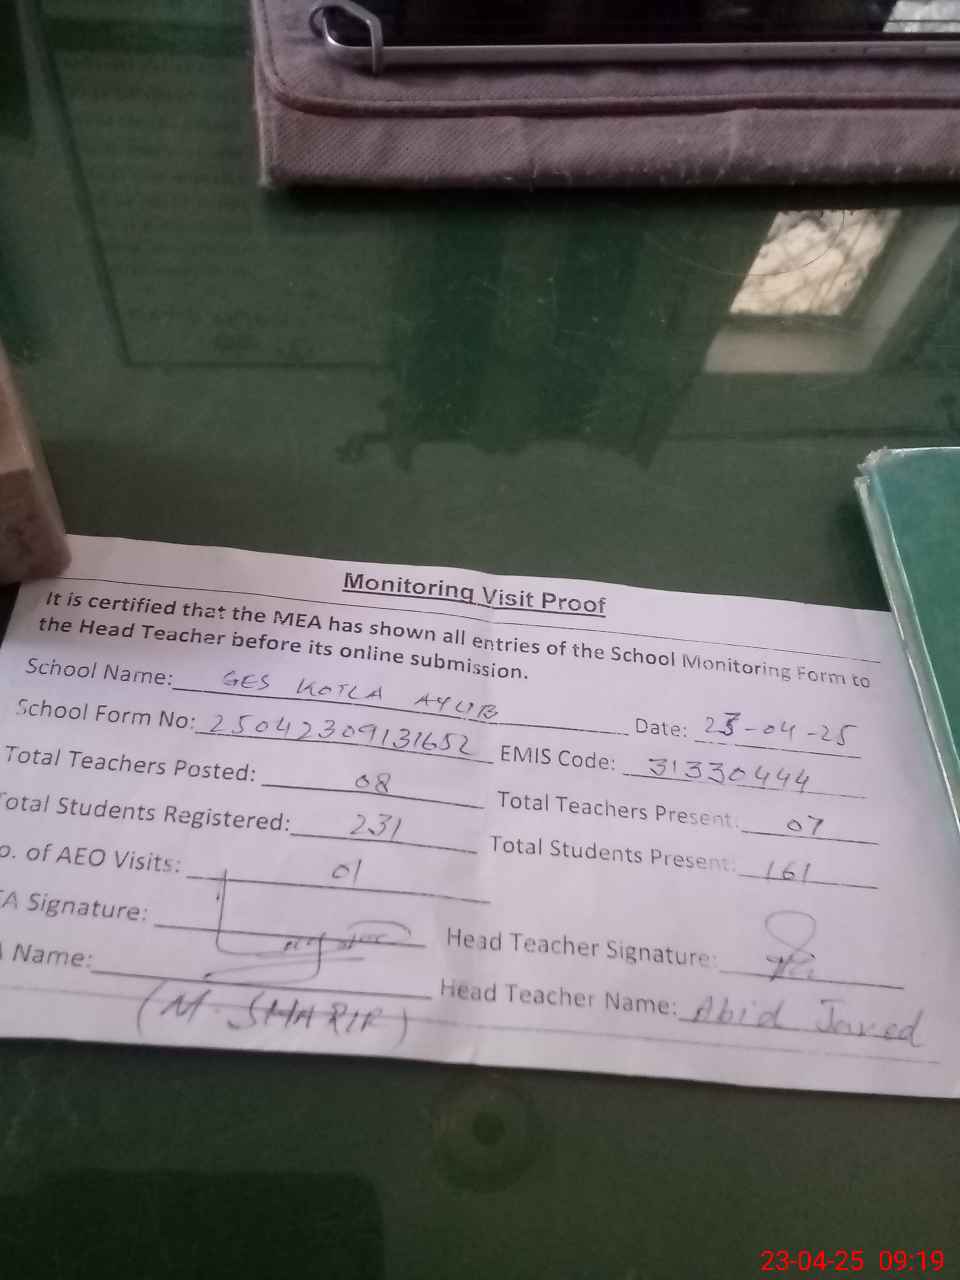 Monitoring Visit Proof
It is certified that the MEA has shown all entries of the School Monitoring Form to
the Head Teacher before its online submission.
School Name: GES KOTLA AYUB
Date: 23-04-25
School Form No: 25042309131652
EMIS Code: 31330444
Total Teachers Posted: 08
Total Teachers Present: 07
Total Students Registered: 231
Total Students Present: 161
o. of AEO Visits: 01
A Signature:
Head Teacher Signature:
Name:
(M. SHARIF)
Head Teacher Name: Abid Javed
23-04-25 09:19